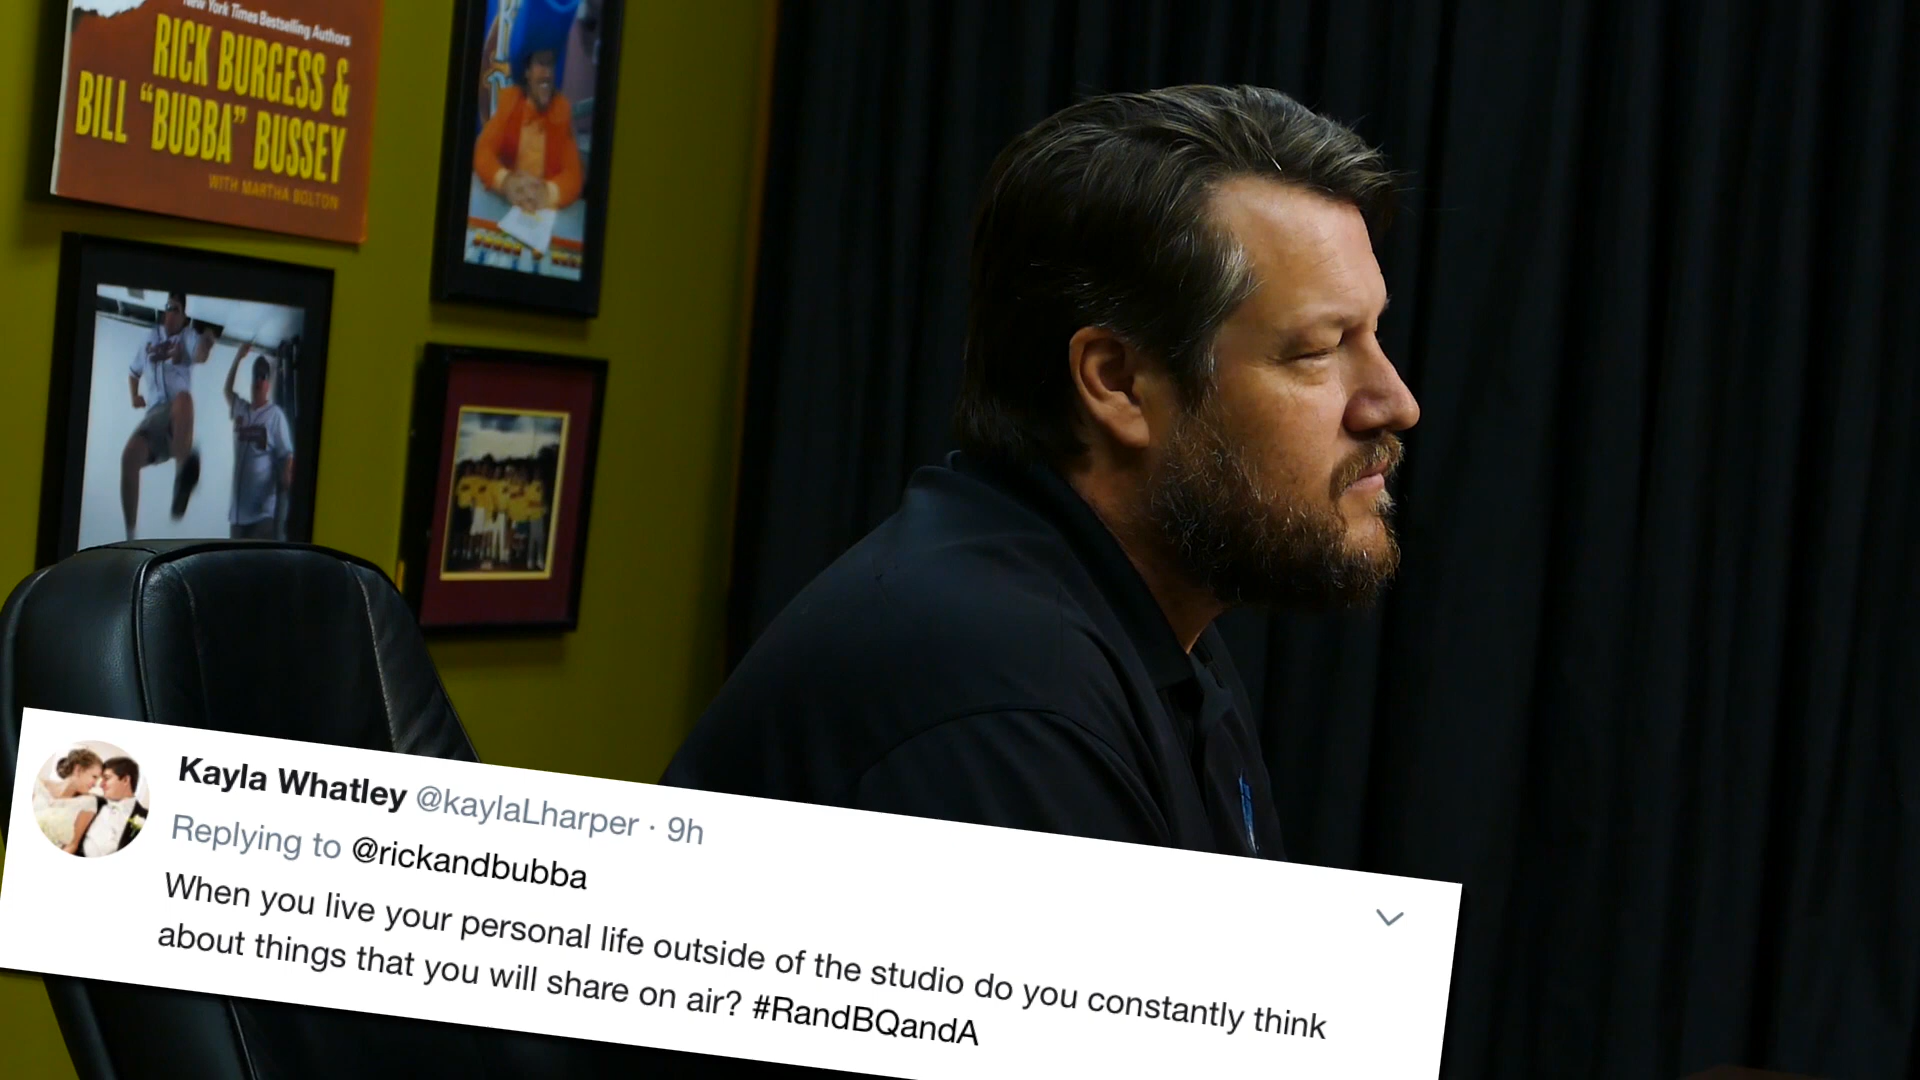 New York Times Bestselling Authors
RICK BURGESS &
BILL “BUBBA” BUSSEY
WITH MARTHA BOLTON
Kayla Whatley @kaylaLharper · 9h
Replying to @rickandbubba
When you live your personal life outside of the studio do you constantly think
about things that you will share on air? #RandBQandA